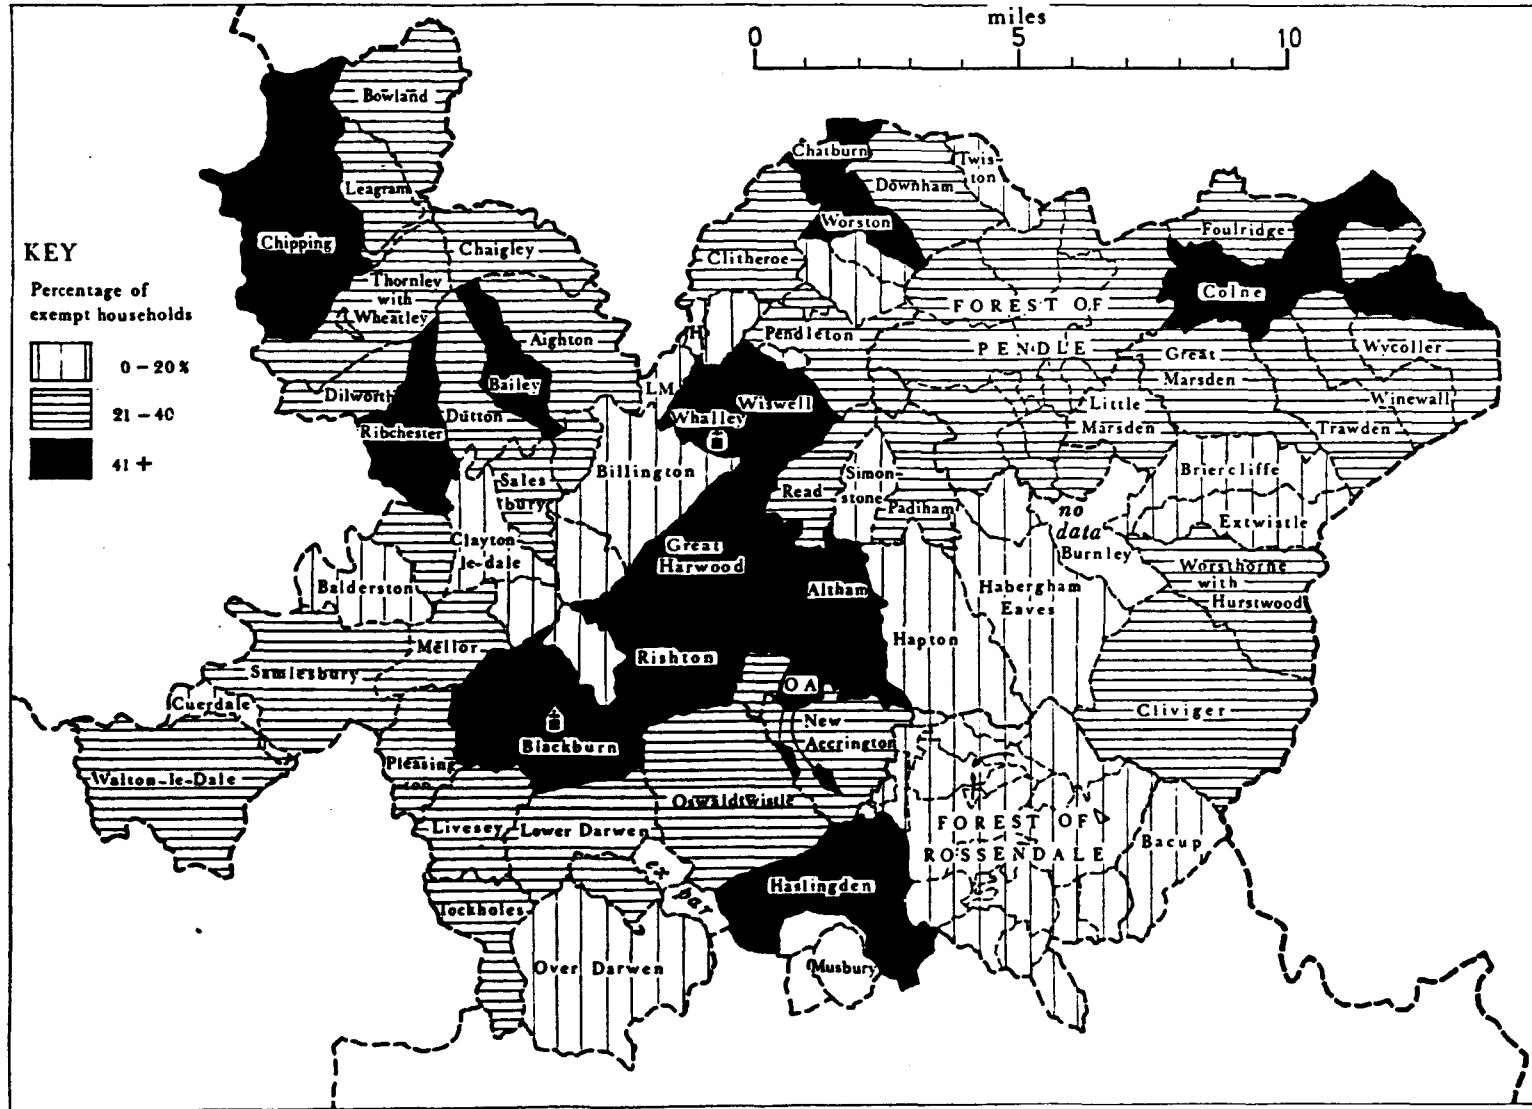 miles
0 5 10
KEY
Percentage of
exempt households
0-20%
21-40
41+
Bowland
Leagram
Chipping
Chaigley
Thornley
with
Wheatley
Aighton
Bailey
Dilworth
Dutton
Ribchester
Chatburn
Downham
Twis-
ton
Worston
Clitheroe
H
Pendleton
LM
Wiswell
Whalley
FOREST OF
PENDLE
Foulridge
Colne
Great
Marsden
Wycoller
Little
Marsden
Winewall
Trawden
Billington
Sales
bury
Read
Simon-
stone
Padiham
Briercliffe
Extwistle
no
data
Burnley
Clayton-
le-dale
Balderston
Great
Harwood
Altham
Habergham
Eaves
Worsthorne
with
Hurstwood
Mellor
Samlesbury
Cuerdale
Rishton
Hapton
O A
Cliviger
Blackburn
New
Accrington
Walton-le-Dale
Pleasing
ton
Oswaldtwistle
Livesey
Lower Darwen
FOREST OF
ROSSENDALE
Bacup
ex
par
Haslingden
Tockholes
Over Darwen
Musbury